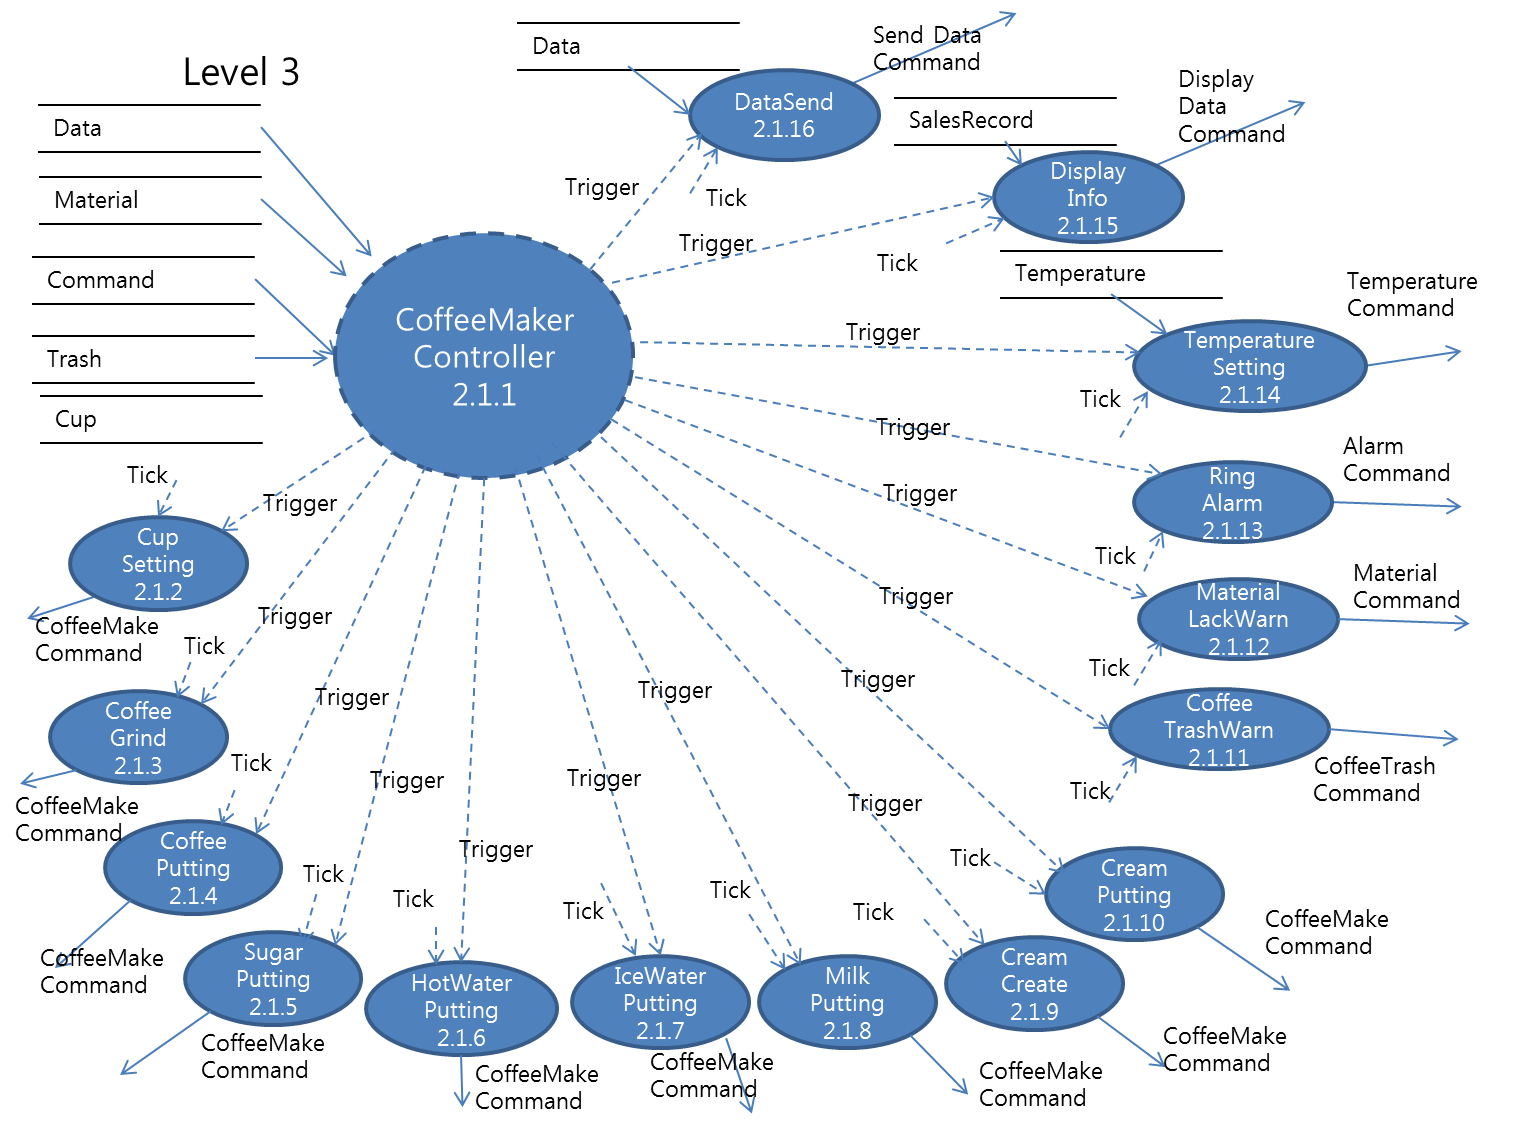 Level 3
Data
Material
Command
Trash
Cup
Data
Send Data
Command
DataSend
2.1.16
Trigger
Tick
SalesRecord
Display
Data
Command
Display
Info
2.1.15
Trigger
Tick
Temperature
Temperature
Command
Trigger
Temperature
Setting
2.1.14
Tick
CoffeeMaker
Controller
2.1.1
Trigger
Alarm
Command
Ring
Alarm
2.1.13
Tick
Trigger
Material
Command
Material
LackWarn
2.1.12
Tick
Trigger
Coffee
TrashWarn
2.1.11
Tick
CoffeeTrash
Command
Tick
Trigger
Cup
Setting
2.1.2
CoffeeMake
Command
Trigger
Tick
Coffee
Grind
2.1.3
CoffeeMake
Command
Trigger
Tick
Coffee
Putting
2.1.4
CoffeeMake
Command
Trigger
Tick
Sugar
Putting
2.1.5
CoffeeMake
Command
Trigger
Tick
HotWater
Putting
2.1.6
CoffeeMake
Command
Trigger
Tick
IceWater
Putting
2.1.7
CoffeeMake
Command
Trigger
Tick
Milk
Putting
2.1.8
CoffeeMake
Command
Trigger
Tick
Cream
Create
2.1.9
CoffeeMake
Command
Trigger
Tick
Cream
Putting
2.1.10
CoffeeMake
Command